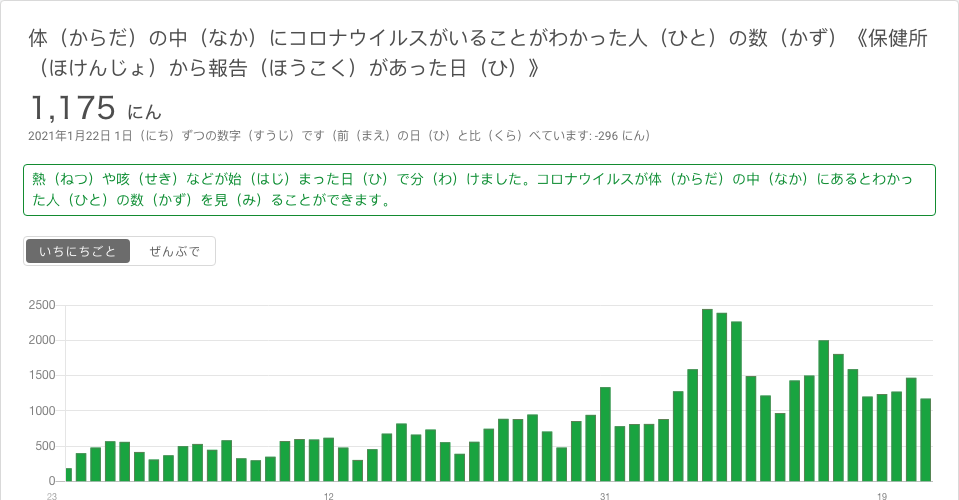 体（からだ）の中（なか）にコロナウイルスがいることがわかった人（ひと）の数（かず）《保健所
（ほけんじょ）から報告（ほうこく）があった日（ひ）》
1,175 にん
2021年1月22日 1日（にち）ずつの数字（すうじ）です（前（まえ）の日（ひ）と比（くら）べています: -296 にん）
熱（ねつ）や咳（せき）などが始（はじ）まった日（ひ）で分（わ）けました。コロナウイルスが体（からだ）の中（なか）にあるとわかっ
た人（ひと）の数（かず）を見（み）ることができます。
いちにちごと ぜんぶで
2500
2000
1500
1000
500
0
23 12 31 19